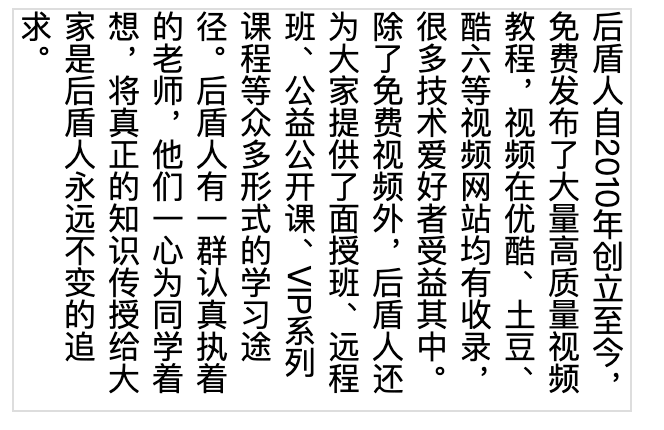 后盾人自2010年创立至今，
免费发布了大量高质量视频
教程，视频在优酷、土豆、
酷六等视频网站均有收录，
很多技术爱好者受益其中。
除了免费视频外，后盾人还
为大家提供了面授班、远程
班、公益公开课、VIP系列
课程等众多形式的学习途
径。后盾人有一群认真执着
的老师，他们一心为同学着
想，将真正的知识传授给大
家是后盾人永远不变的追
求。